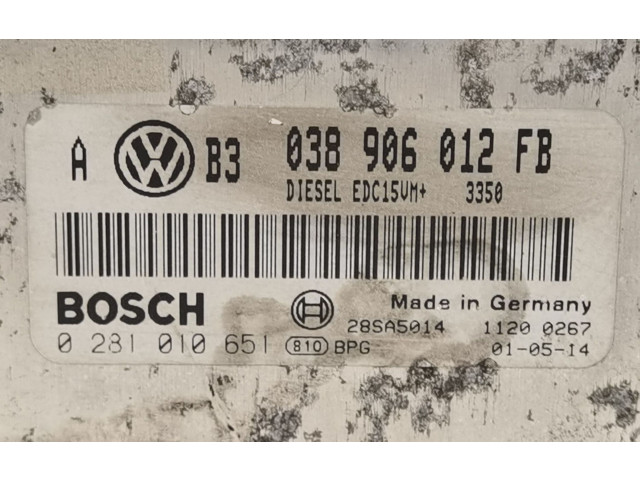 A VW B3 038 906 012 FB
DIESEL EDC15VM+ 3350
BOSCH Made in Germany
28SA5014 1120 0267
0 281 010 651 810 BPG 01-05-14